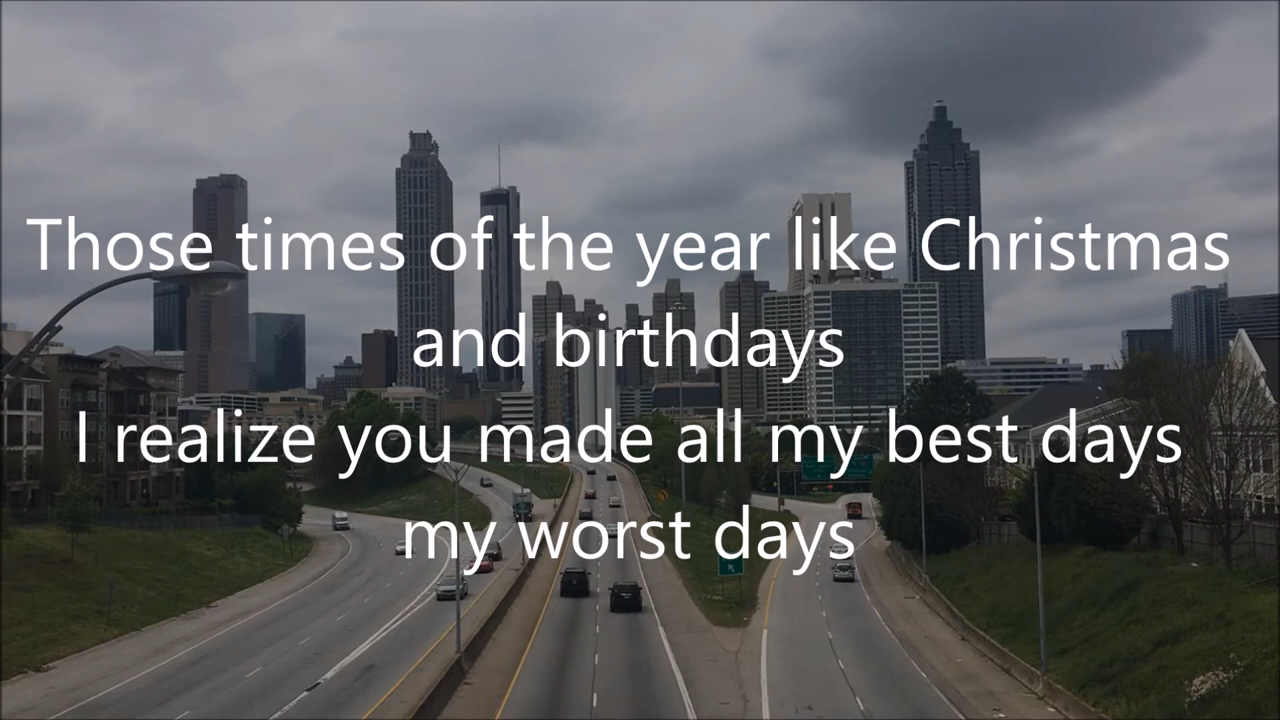 Those times of the year like Christmas
and birthdays
I realize you made all my best days
my worst days